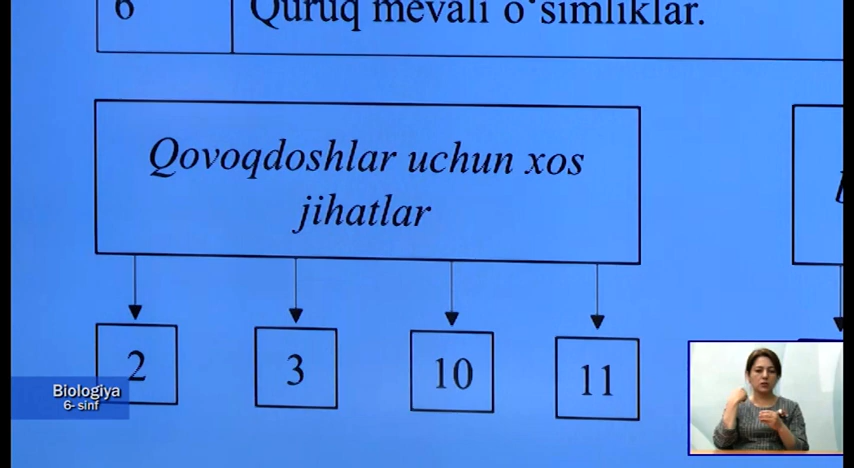 6 Quruq mevali o‘simliklar.
Qovoqdoshlar uchun xos
jihatlar
2 3 10 11
Biologiya
6- sinf